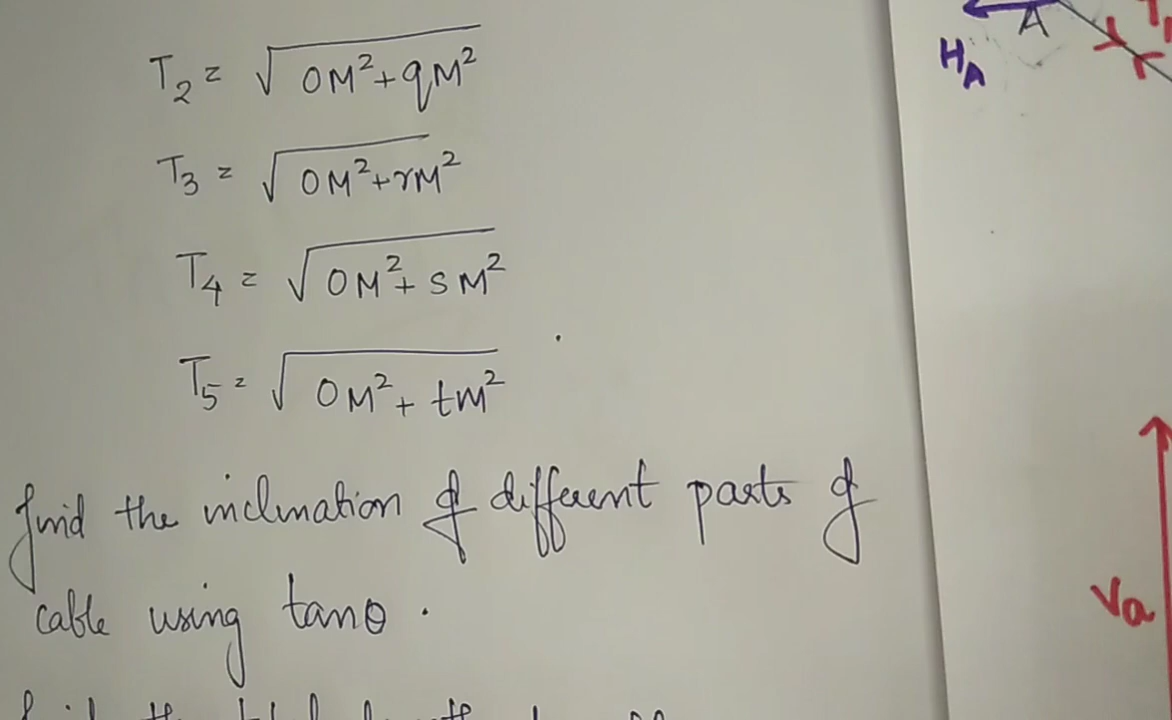 T2 = √OM²+qM²
T3 = √OM²+rM²
T4 = √OM²+SM²
T5 = √OM²+tM²
find the inclination of different parts of
cable using tanθ.
the
A
HA
Va